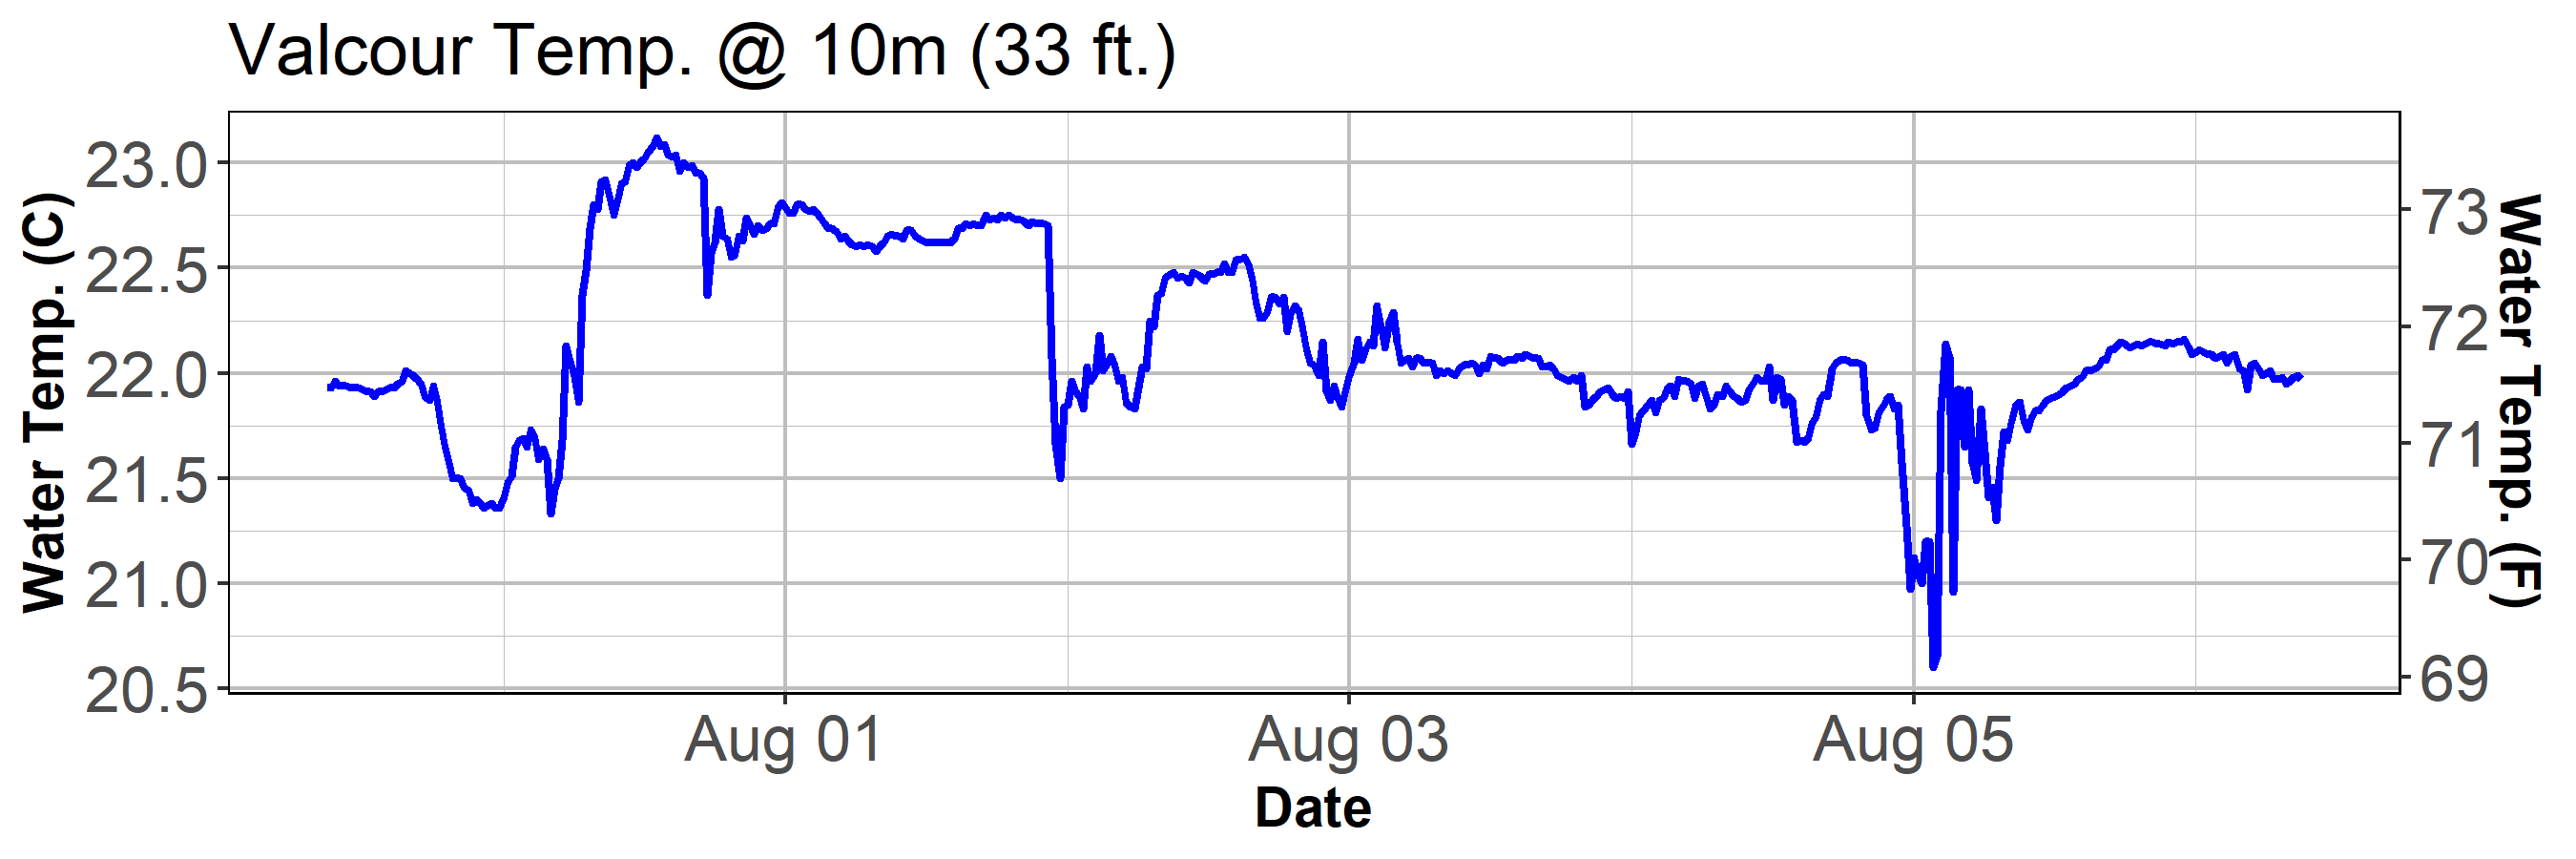 Valcour Temp. @ 10m (33 ft.)
Water Temp. (C)
23.0
22.5
22.0
21.5
21.0
20.5
73
72
71
70
69
Water Temp. (F)
Aug 01
Aug 03
Aug 05
Date